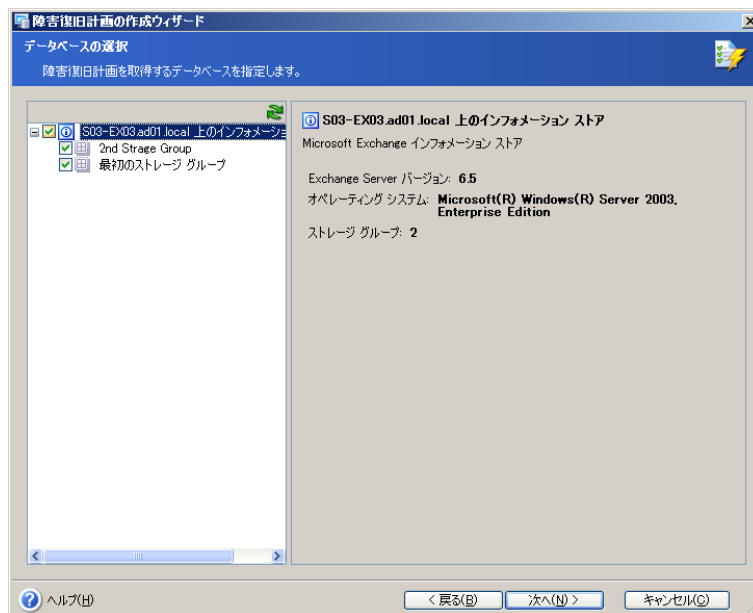 障害復旧計画の作成ウィザード
データベースの選択
障害復旧計画を取得するデータベースを指定します。
S03-EX03.ad01.local 上のインフォメーション
2nd Strage Group
最初のストレージ グループ
S03-EX03.ad01.local 上のインフォメーション ストア
Microsoft Exchange インフォメーション ストア
Exchange Server バージョン: 6.5
オペレーティング システム: Microsoft(R) Windows(R) Server 2003,
Enterprise Edition
ストレージ グループ: 2
ヘルプ(H)
< 戻る(B)
次へ(N) >
キャンセル(C)